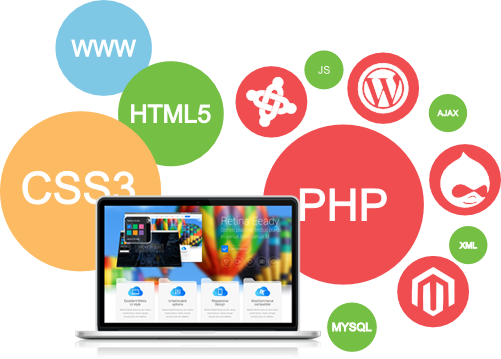 WWW
JS
HTML5
AJAX
CSS3
PHP
Retina Ready
XML
MYSQL